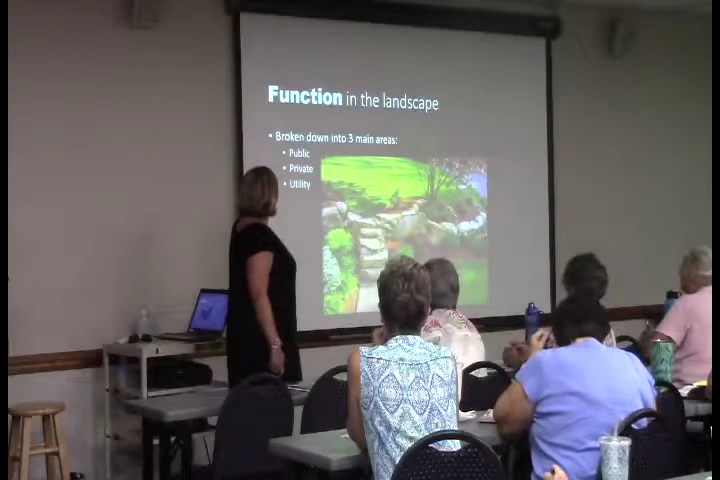 Function in the landscape
▪ Broken down into 3 main areas:
• Public
• Private
• Utility